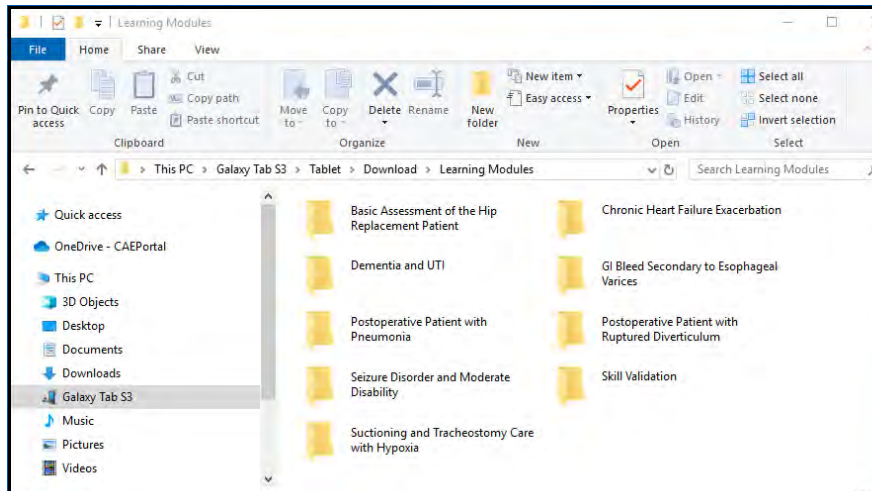 Learning Modules
File Home Share View
Pin to Quick access
Copy
Paste
Cut
Copy path
Paste shortcut
Move to
Copy to
Delete
Rename
New folder
New item
Easy access
Properties
Open
Edit
History
Select all
Select none
Invert selection
Clipboard Organize New Open Select
This PC > Galaxy Tab S3 > Tablet > Download > Learning Modules
Search Learning Modules
Quick access
OneDrive - CAEPortal
This PC
3D Objects
Desktop
Documents
Downloads
Galaxy Tab S3
Music
Pictures
Videos
Basic Assessment of the Hip
Replacement Patient
Chronic Heart Failure Exacerbation
Dementia and UTI
GI Bleed Secondary to Esophageal
Varices
Postoperative Patient with
Pneumonia
Postoperative Patient with
Ruptured Diverticulum
Seizure Disorder and Moderate
Disability
Skill Validation
Suctioning and Tracheostomy Care
with Hypoxia